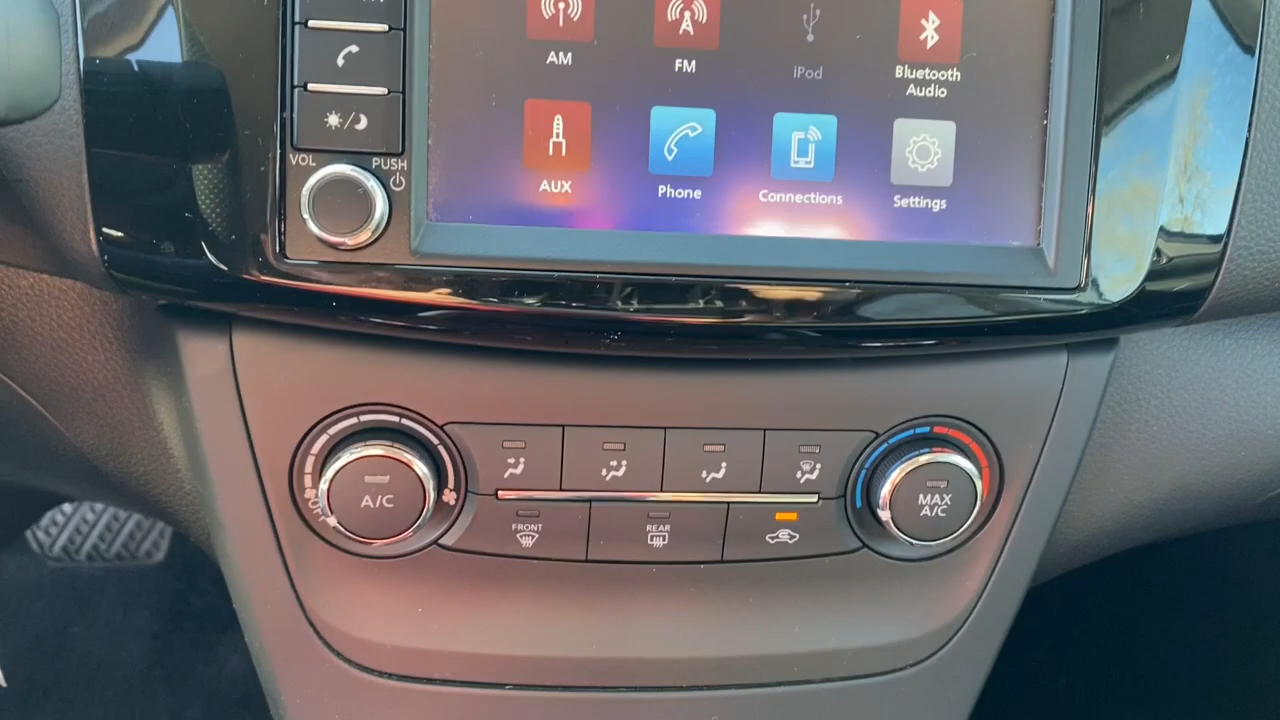 AM
FM
iPod
Bluetooth
Audio
VOL
PUSH
AUX
Phone
Connections
Settings
A/C
MAX
A/C
OFF
FRONT
REAR